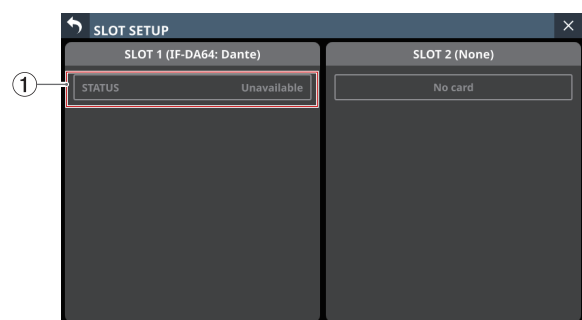 SLOT SETUP
SLOT 1 (IF-DA64: Dante)
SLOT 2 (None)
①
STATUS Unavailable
No card